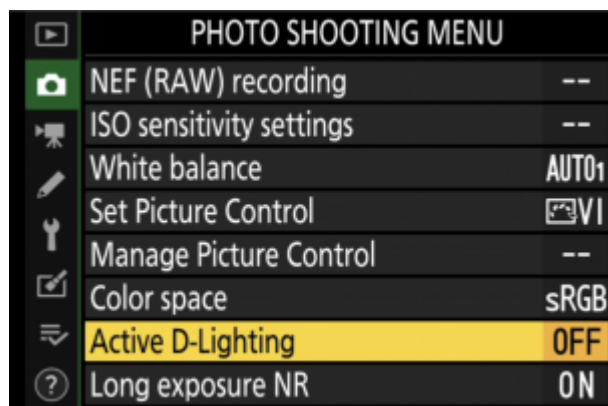 PHOTO SHOOTING MENU
NEF (RAW) recording --
ISO sensitivity settings --
White balance AUTO1
Set Picture Control VI
Manage Picture Control --
Color space sRGB
Active D-Lighting OFF
Long exposure NR ON
?